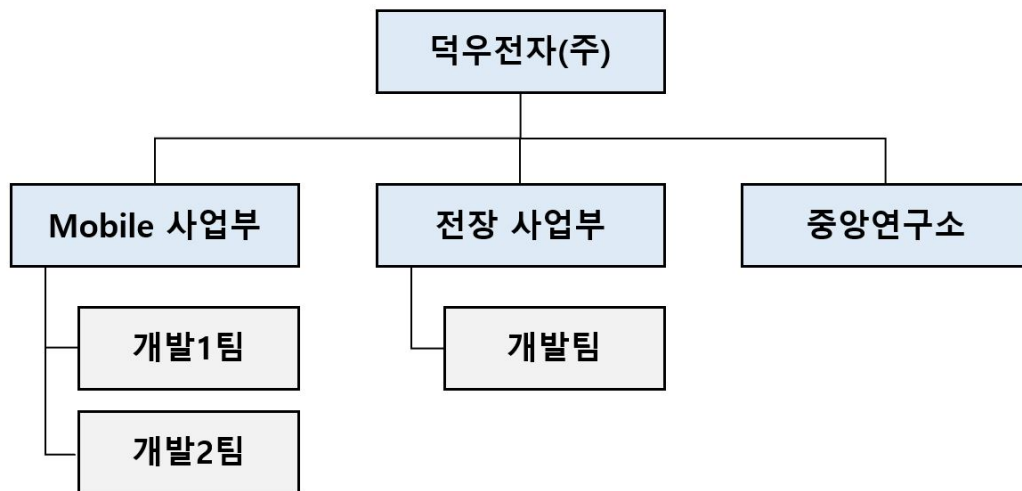 덕우전자(주)
Mobile 사업부
전장 사업부
중앙연구소
개발1팀
개발팀
개발2팀